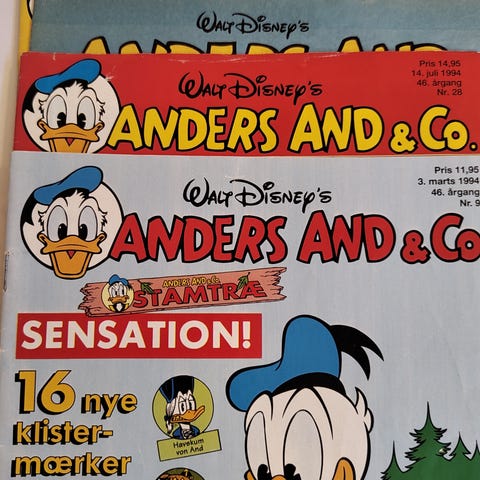 WALT DISNEY'S
ANDERS AND
WALT DISNEY'S
Pris 14,95
14. juli 1994
46. årgang
Nr. 28
ANDERS AND & Co.
WALT DISNEY'S
Pris 11,95
3. marts 1994
46. årgang
Nr. 9
ANDERS AND & Co
ANDERS AND & CO.
STAMTRÆ
SENSATION!
16 nye
klister-
mærker
Havekum
von And